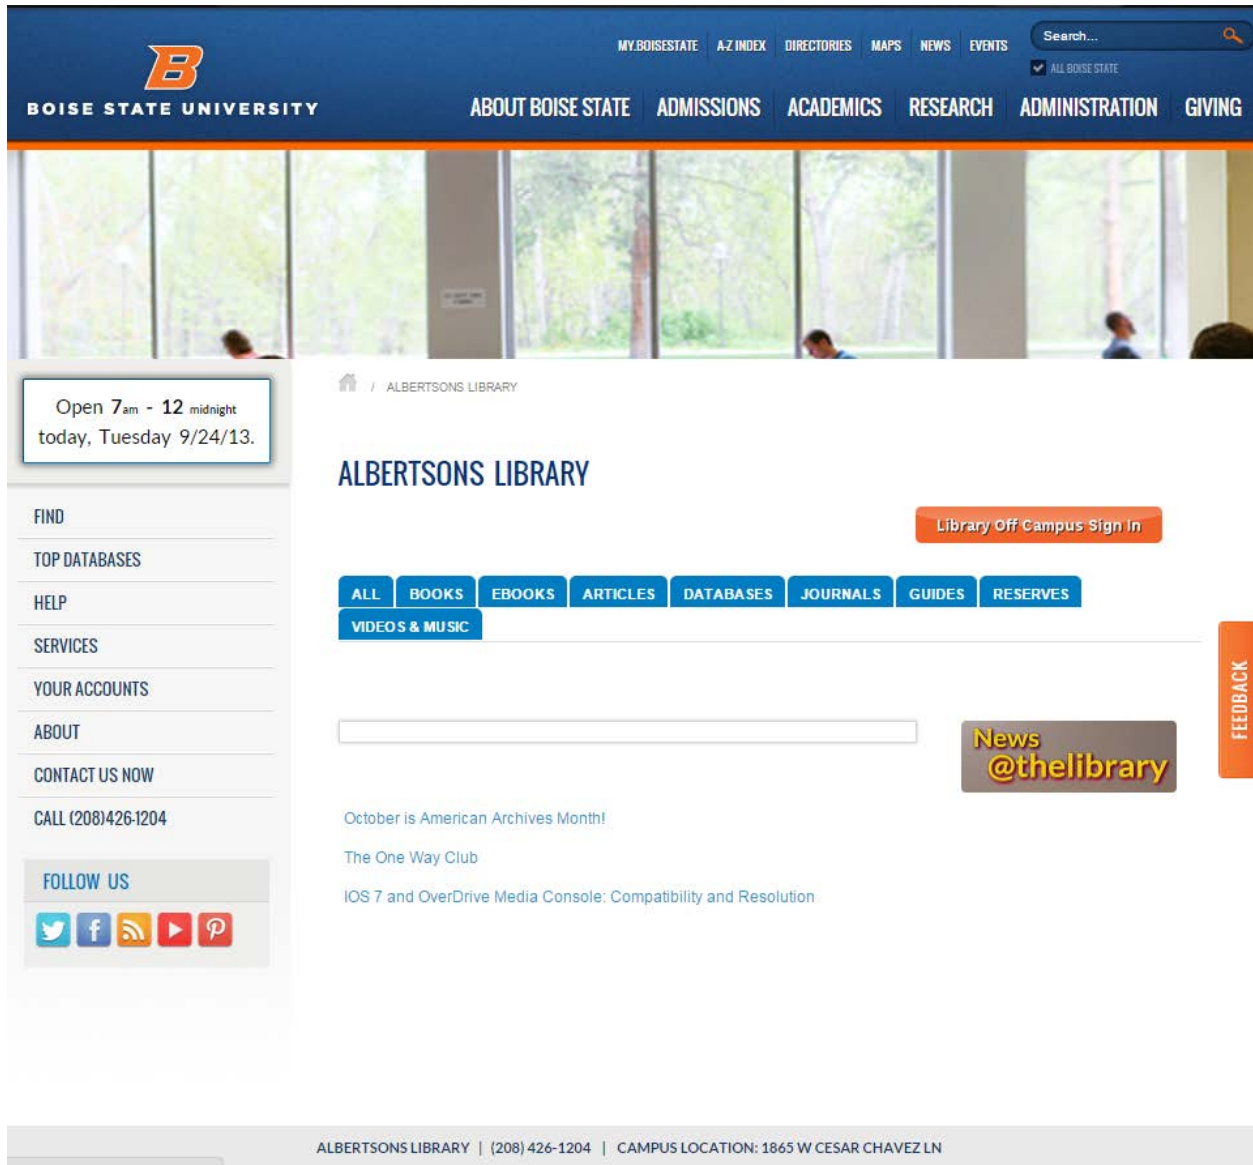 MY.BOISESTATE A-Z INDEX DIRECTORIES MAPS NEWS EVENTS Search...
ALL BOISE STATE
B
BOISE STATE UNIVERSITY
ABOUT BOISE STATE ADMISSIONS ACADEMICS RESEARCH ADMINISTRATION GIVING
Open 7am - 12 midnight
today, Tuesday 9/24/13.
FIND
TOP DATABASES
HELP
SERVICES
YOUR ACCOUNTS
ABOUT
CONTACT US NOW
CALL (208)426-1204
FOLLOW US
/ ALBERTSONS LIBRARY
ALBERTSONS LIBRARY
Library Off Campus Sign In
ALL BOOKS EBOOKS ARTICLES DATABASES JOURNALS GUIDES RESERVES
VIDEOS & MUSIC
News
@thelibrary
October is American Archives Month!
The One Way Club
IOS 7 and OverDrive Media Console: Compatibility and Resolution
FEEDBACK
ALBERTSONS LIBRARY | (208) 426-1204 | CAMPUS LOCATION: 1865 W CESAR CHAVEZ LN